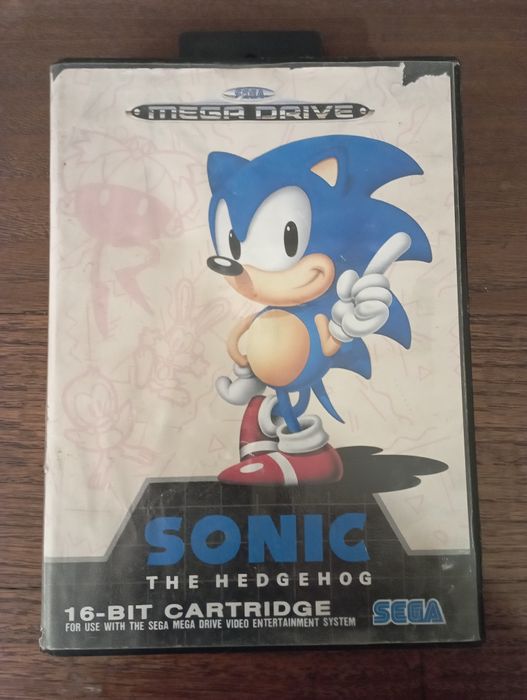 SEGA
MEGA DRIVE
SONIC
THE HEDGEHOG
16-BIT CARTRIDGE
FOR USE WITH THE SEGA MEGA DRIVE VIDEO ENTERTAINMENT SYSTEM
SEGA